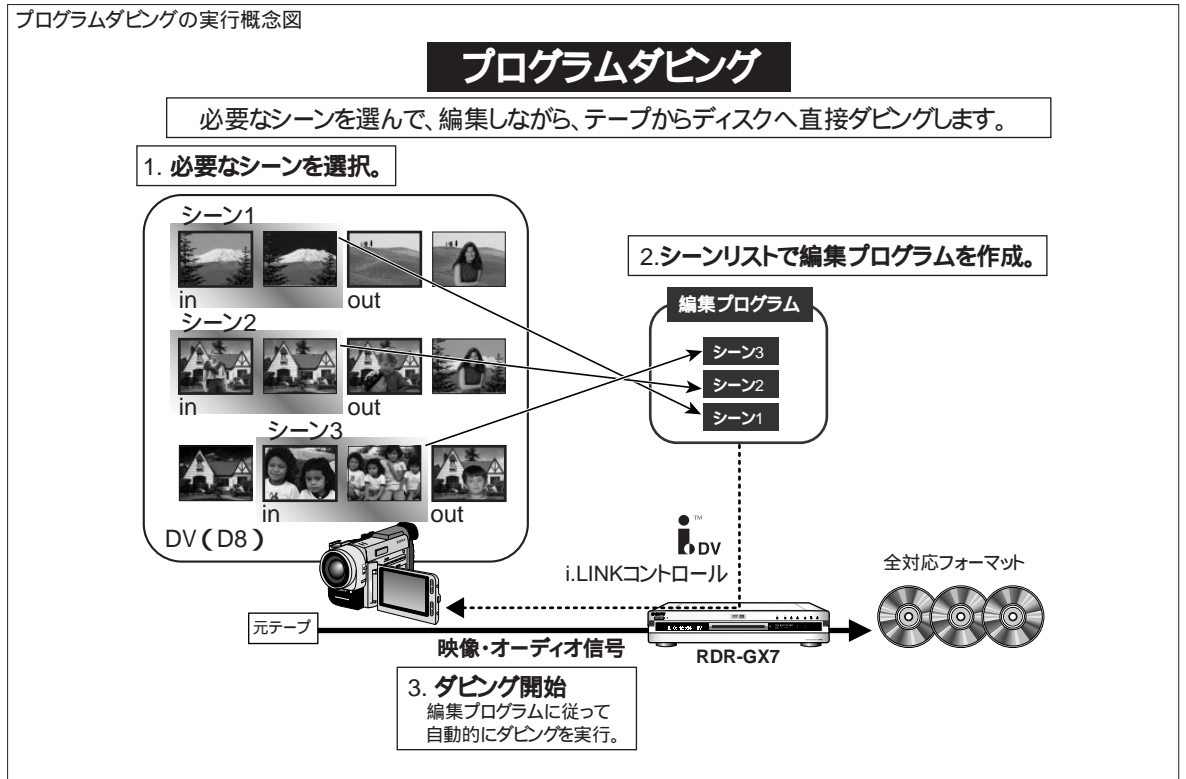 プログラムダビングの実行概念図
プログラムダビング
必要なシーンを選んで、編集しながら、テープからディスクへ直接ダビングします。
1. 必要なシーンを選択。
シーン1
in
out
シーン2
in
out
シーン3
in
out
DV(D8)
2.シーンリストで編集プログラムを作成。
編集プログラム
シーン3
シーン2
シーン1
TM
DV
i.LINKコントロール
全対応フォーマット
元テープ
映像・オーディオ信号
RDR-GX7
3. ダビング開始
編集プログラムに従って
自動的にダビングを実行。